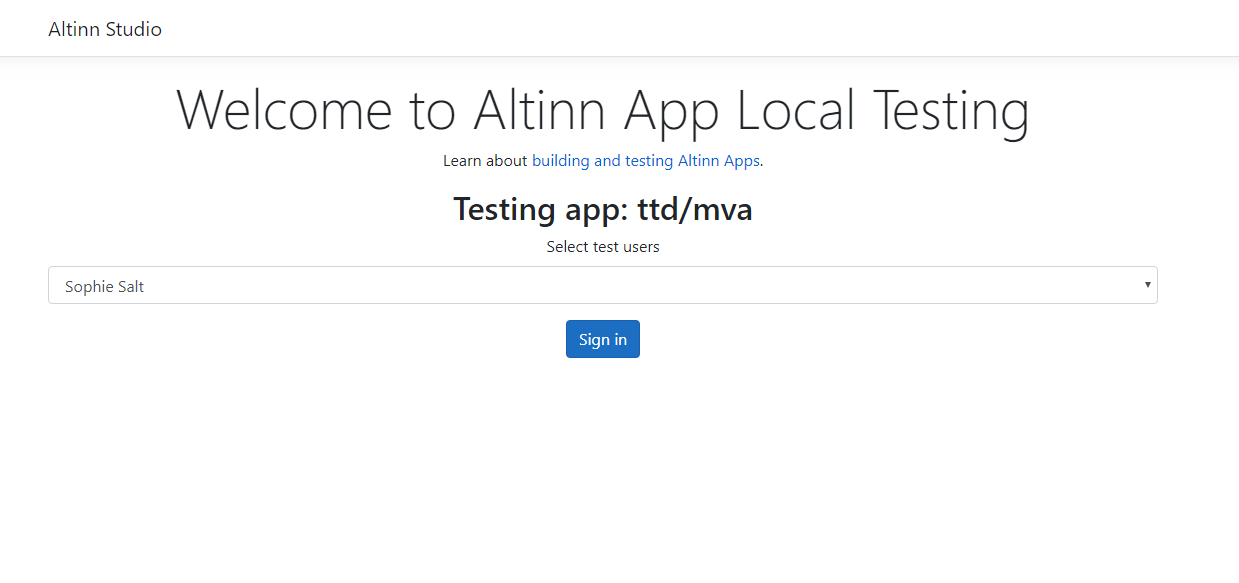 Altinn Studio
Welcome to Altinn App Local Testing
Learn about building and testing Altinn Apps.
Testing app: ttd/mva
Select test users
Sophie Salt
Sign in